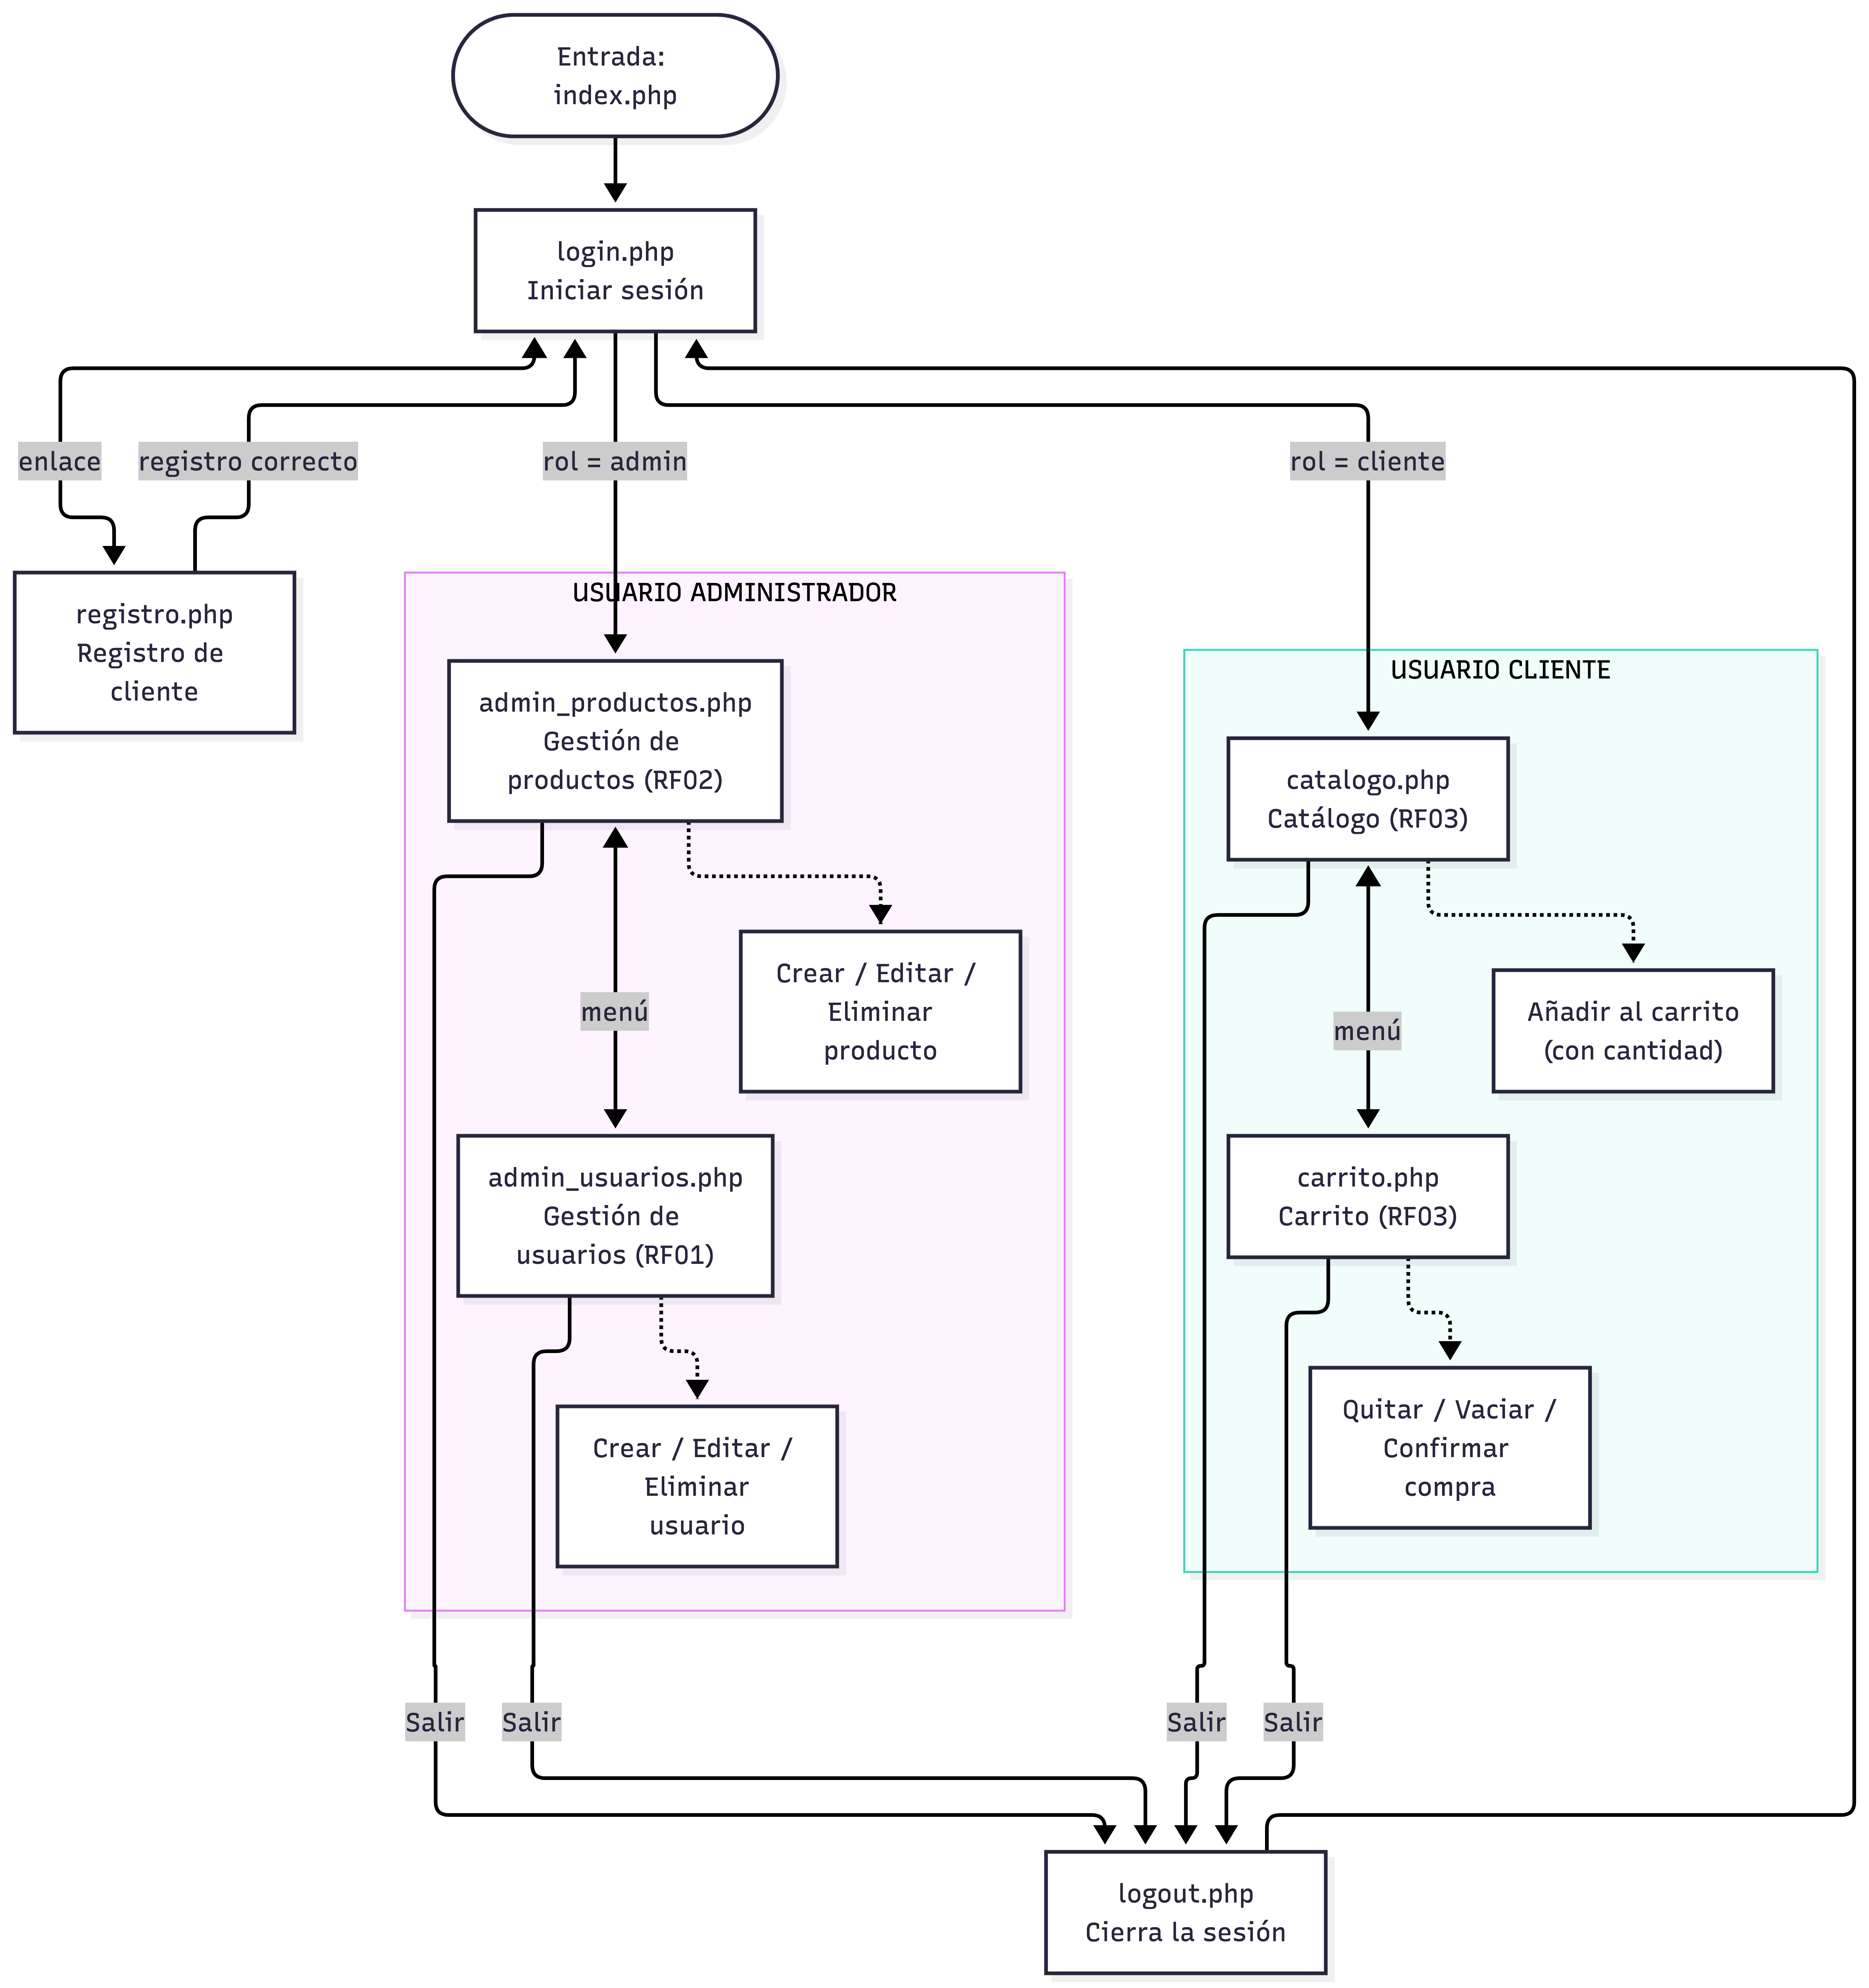 Entrada:
index.php
login.php
Iniciar sesión
enlace
registro correcto
rol = admin
rol = cliente
registro.php
Registro de
cliente
USUARIO ADMINISTRADOR
admin_productos.php
Gestión de
productos (RF02)
Crear / Editar /
Eliminar
producto
menú
admin_usuarios.php
Gestión de
usuarios (RF01)
Crear / Editar /
Eliminar
usuario
USUARIO CLIENTE
catalogo.php
Catálogo (RF03)
Añadir al carrito
(con cantidad)
menú
carrito.php
Carrito (RF03)
Quitar / Vaciar /
Confirmar
compra
Salir
Salir
Salir
Salir
logout.php
Cierra la sesión